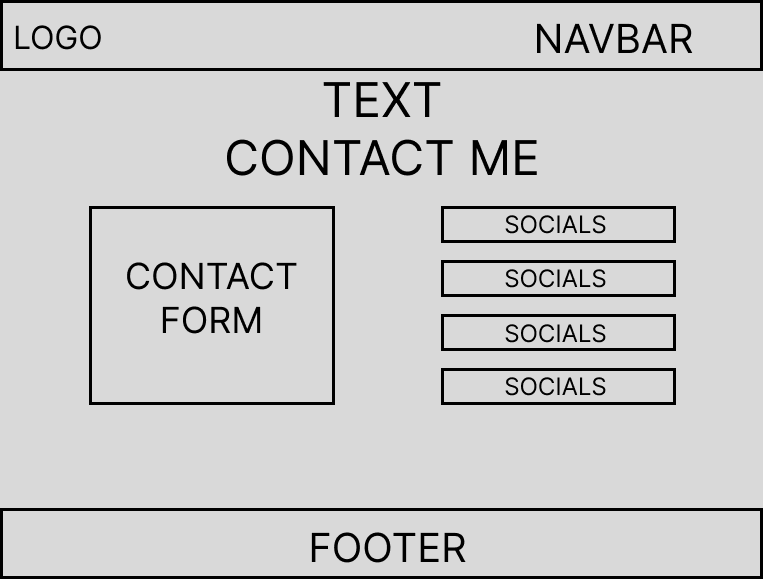 LOGO
NAVBAR
TEXT
CONTACT ME
CONTACT
FORM
SOCIALS
SOCIALS
SOCIALS
SOCIALS
FOOTER